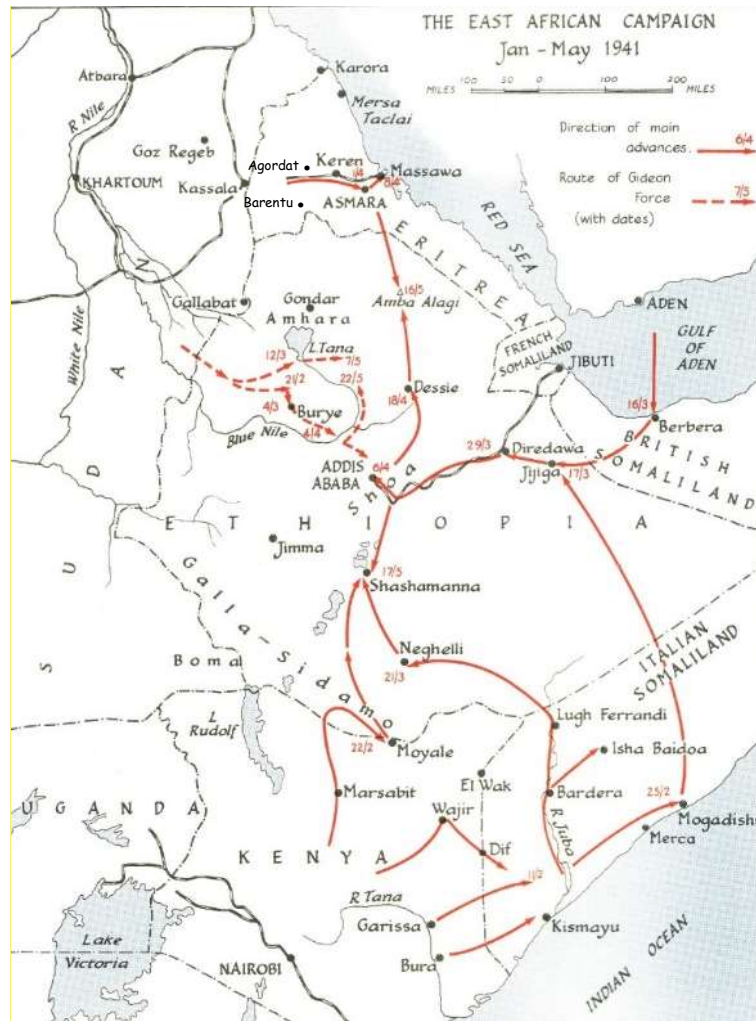 THE EAST AFRICAN CAMPAIGN
Jan - May 1941
100 50 0 100 200
MILES MILES
Direction of main
advances.
6/4
Route of Gideon
Force
(with dates)
7/5
Atbara
Karora
Mersa
Taclai
R Nile
Goz Regeb
Agordat
Keren
1/4
8/4
Massawa
KHARTOUM
Kassala
ASMARA
Barentu
RED SEA
ERITREA
16/5
Amba Alagi
Gallabat
Gondar
Amhara
ADEN
GULF
OF
ADEN
White Nile
12/3
L Tana
7/5
FRENCH
SOMALILAND
JIBUTI
21/2
22/5
Dessie
18/4
4/3
Burye
4/4
Blue Nile
16/3
Berbera
BRITISH
SOMALILAND
29/3
Diredawa
Jijiga
17/3
ADDIS
ABABA
6/4
Shoa
SUDAN
ETHIOPIA
Jimma
17/5
Shashamanna
Galla-Sidamo
Neghelli
21/3
ITALIAN
SOMALILAND
Bomal
L
Rudolf
Lugh Ferrandi
22/2
Moyale
Isha Baidoa
El Wak
Marsabit
Bardera
25/2
UGANDA
Wajir
R Juba
Mogadishu
Merca
KENYA
Dif
11/2
R Tana
Garissa
Kismayu
Lake
Victoria
Bura
NAIROBI
INDIAN OCEAN